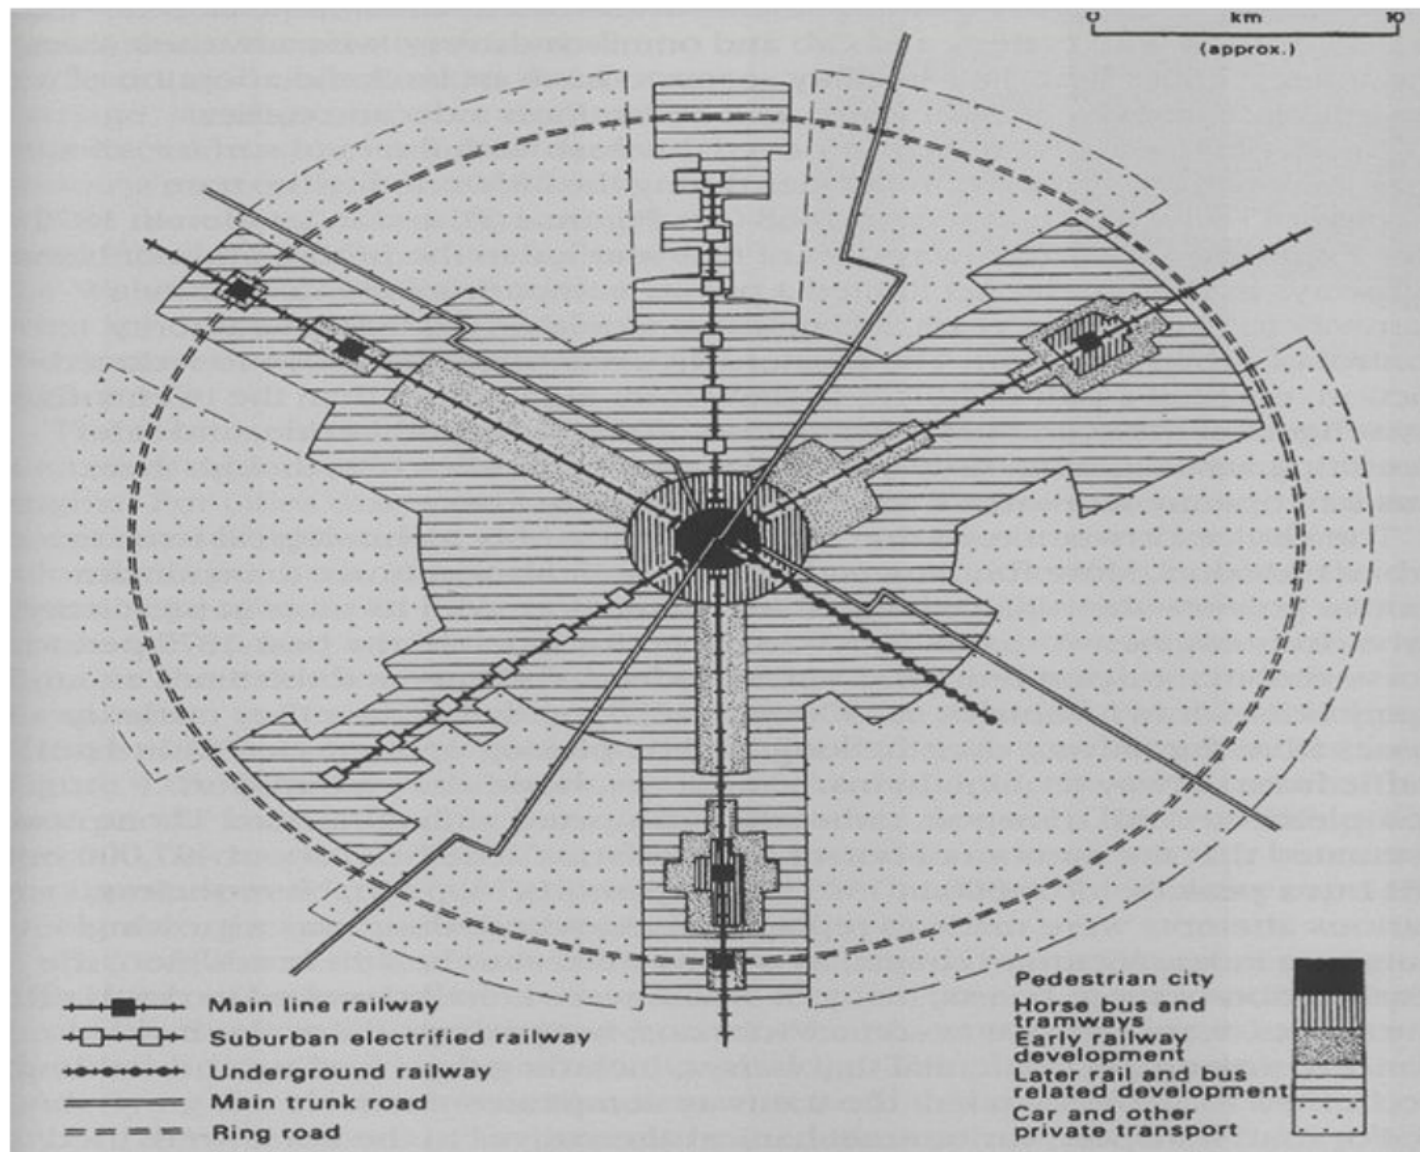 0 km 10
(approx.)
Main line railway
Suburban electrified railway
Underground railway
Main trunk road
Ring road
Pedestrian city
Horse bus and
tramways
Early railway
development
Later rail and bus
related development
Car and other
private transport